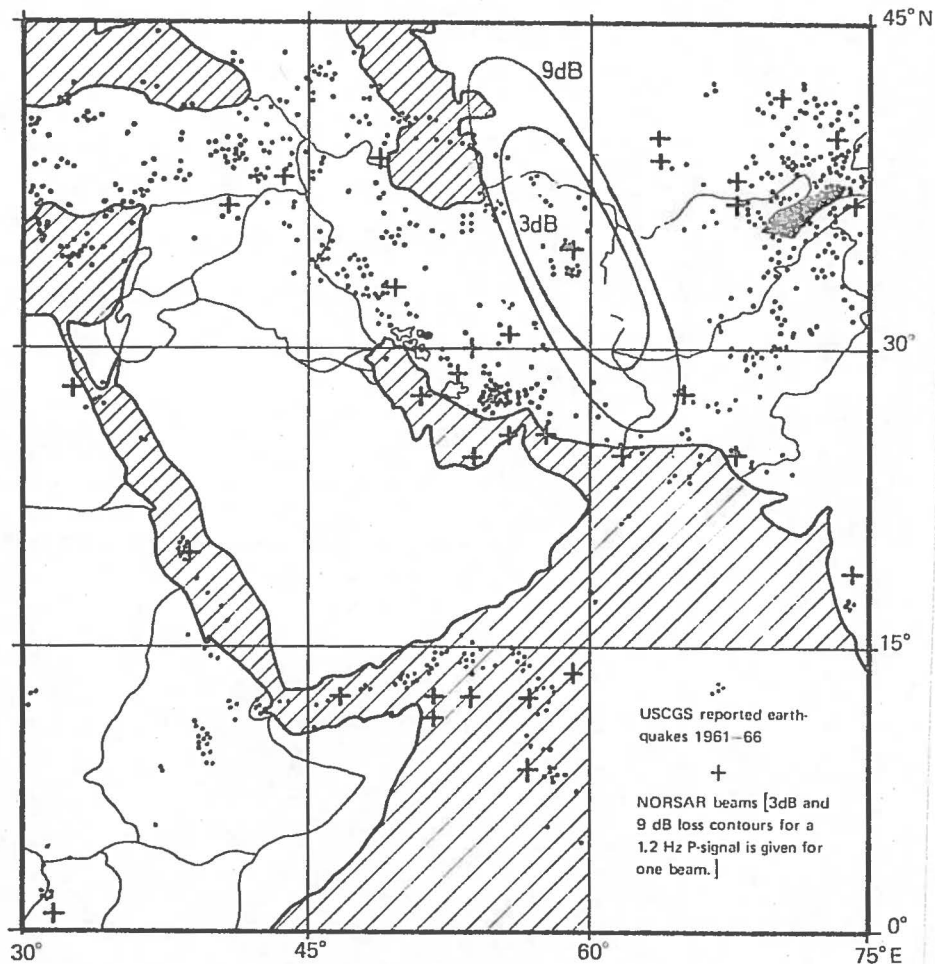 45°N
9dB
3dB
30°
15°
USCGS reported earth-
quakes 1961–66
NORSAR beams [3dB and
9 dB loss contours for a
1.2 Hz P-signal is given for
one beam.]
0°
30° 45° 60° 75°E